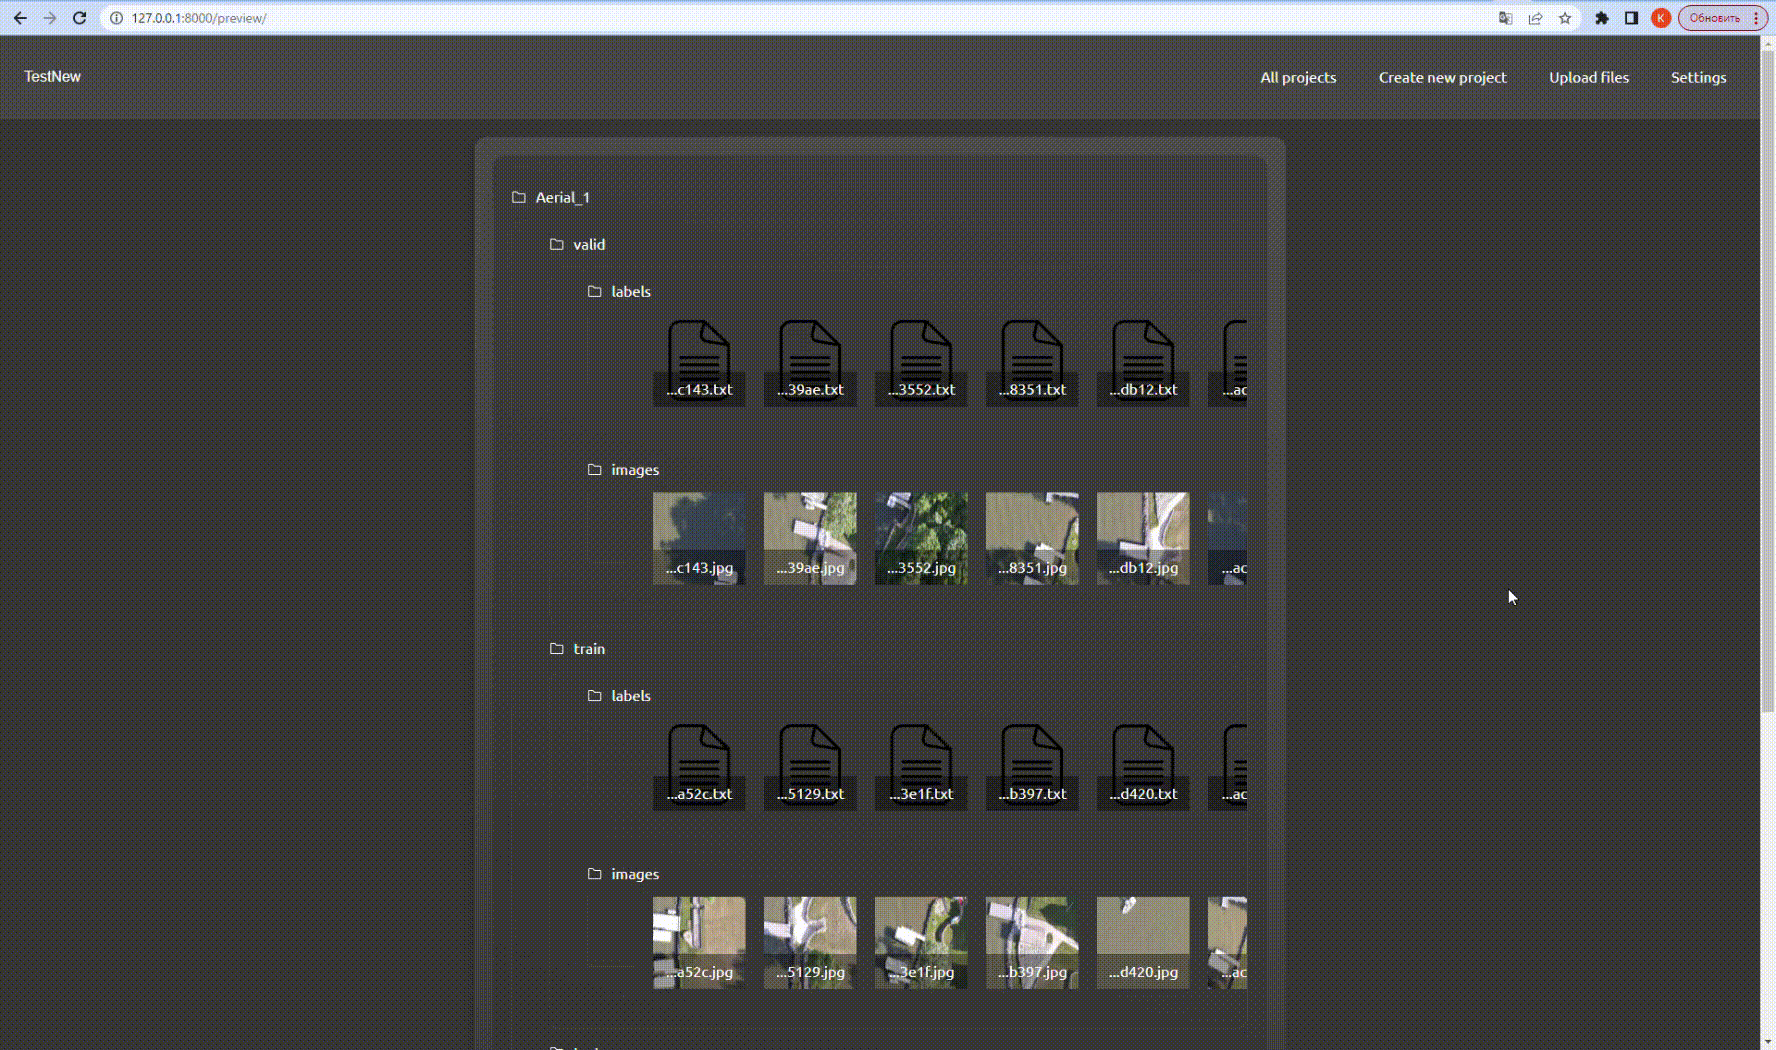 127.0.0.1:8000/preview/
Обновить
K
TestNew
All projects
Create new project
Upload files
Settings
Aerial_1
valid
labels
...c143.txt
...39ae.txt
...3552.txt
...8351.txt
...db12.txt
...ac
images
...c143.jpg
...39ae.jpg
...3552.jpg
...8351.jpg
...db12.jpg
...ac
train
labels
...a52c.txt
...5129.txt
...3e1f.txt
...b397.txt
...d420.txt
...ac
images
...a52c.jpg
...5129.jpg
...3e1f.jpg
...b397.jpg
...d420.jpg
...ac